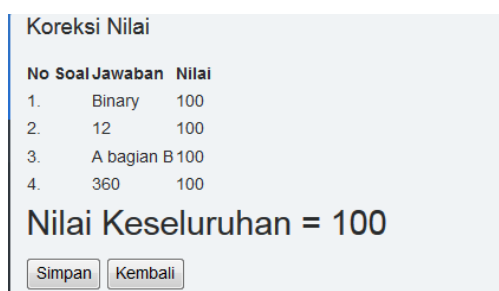 Koreksi Nilai
No Soal Jawaban Nilai
1. Binary 100
2. 12 100
3. A bagian B 100
4. 360 100
Nilai Keseluruhan = 100
Simpan Kembali